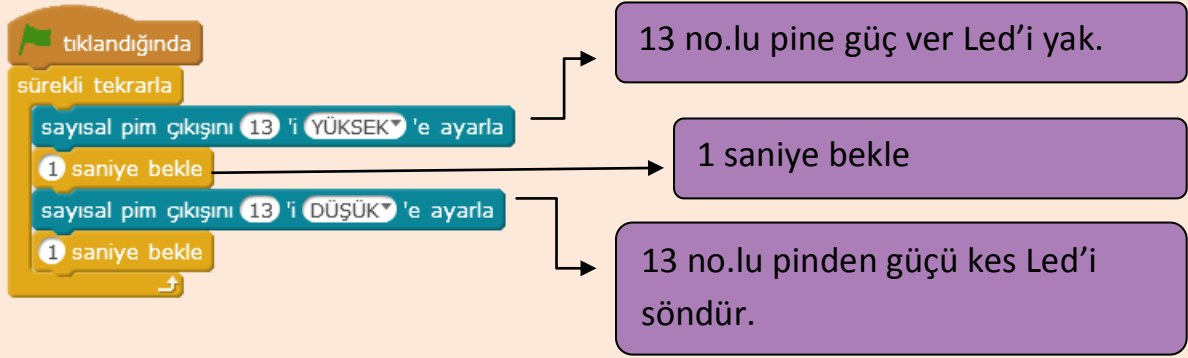 tıklandığında
sürekli tekrarla
sayısal pim çıkışını 13 'i YÜKSEK 'e ayarla
1 saniye bekle
sayısal pim çıkışını 13 'i DÜŞÜK 'e ayarla
1 saniye bekle
13 no.lu pine güç ver Led’i yak.
1 saniye bekle
13 no.lu pinden güçü kes Led’i
söndür.